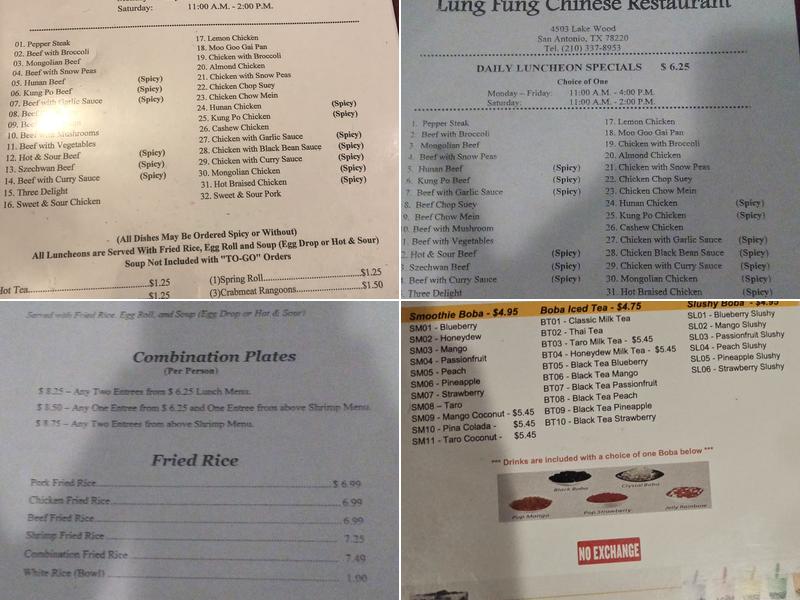 Saturday: 11:00 A.M. - 2:00 P.M.
01. Pepper Steak
02. Beef with Broccoli
03. Mongolian Beef
04. Beef with Snow Peas
05. Hunan Beef (Spicy)
06. Kung Po Beef (Spicy)
07. Beef with Garlic Sauce (Spicy)
08. Beef
09. Be
10. Beef with Mushrooms
11. Beef with Vegetables
12. Hot & Sour Beef (Spicy)
13. Szechwan Beef (Spicy)
14. Beef with Curry Sauce (Spicy)
15. Three Delight
16. Sweet & Sour Chicken
17. Lemon Chicken
18. Moo Goo Gai Pan
19. Chicken with Broccoli
20. Almond Chicken
21. Chicken with Snow Peas
22. Chicken Chop Suey
23. Chicken Chow Mein
24. Hunan Chicken (Spicy)
25. Kung Po Chicken (Spicy)
26. Cashew Chicken
27. Chicken with Garlic Sauce (Spicy)
28. Chicken with Black Bean Sauce (Spicy)
29. Chicken with Curry Sauce (Spicy)
30. Mongolian Chicken (Spicy)
31. Hot Braised Chicken (Spicy)
32. Sweet & Sour Pork
(All Dishes May Be Ordered Spicy or Without)
All Luncheons are Served With Fried Rice, Egg Roll and Soup (Egg Drop or Hot & Sour)
Soup Not Included with "TO-GO" Orders
Hot Tea $1.25
$1.25
(1)Spring Roll $1.25
(3)Crabmeat Rangoons $1.50
Lung Fung Chinese Restaurant
4503 Lake Wood
San Antonio, TX 78220
Tel. (210) 337-8953
DAILY LUNCHEON SPECIALS $ 6.25
Choice of One
Monday – Friday: 11:00 A.M. - 4:00 P.M.
Saturday: 11:00 A.M. - 2:00 P.M.
1. Pepper Steak
2. Beef with Broccoli
3. Mongolian Beef
4. Beef with Snow Peas
5. Hunan Beef (Spicy)
6. Kung Po Beef (Spicy)
7. Beef with Garlic Sauce (Spicy)
8. Beef Chop Suey
9. Beef Chow Mein
0. Beef with Mushroom
1. Beef with Vegetables
2. Hot & Sour Beef (Spicy)
3. Szechwan Beef (Spicy)
Beef with Curry Sauce (Spicy)
Three Delight
17. Lemon Chicken
18. Moo Goo Gai Pan
19. Chicken with Broccoli
20. Almond Chicken
21. Chicken with Snow Peas
22. Chicken Chop Suey
23. Chicken Chow Mein
24. Hunan Chicken (Spicy)
25. Kung Po Chicken (Spicy)
26. Cashew Chicken
27. Chicken with Garlic Sauce (Spicy)
28. Chicken Black Bean Sauce (Spicy)
29. Chicken with Curry Sauce (Spicy)
30. Mongolian Chicken (Spicy)
31. Hot Braised Chicken (Spicy)
Served with Fried Rice, Egg Roll, and Soup (Egg Drop or Hot & Sour)
Combination Plates
(Per Person)
$ 8.25 – Any Two Entrees from $ 6.25 Lunch Menu.
$ 8.50 – Any One Entree from $ 6.25 and One Entree from above Shrimp Menu.
$ 8.75 – Any Two Entrees from above Shrimp Menu.
Fried Rice
Pork Fried Rice $ 6.99
Chicken Fried Rice 6.99
Beef Fried Rice 6.99
Shrimp Fried Rice 7.25
Combination Fried Rice 7.49
White Rice (Bowl) 1.00
Smoothie Boba - $4.95
SM01 - Blueberry
SM02 - Honeydew
SM03 - Mango
SM04 - Passionfruit
SM05 - Peach
SM06 - Pineapple
SM07 - Strawberry
SM08 – Taro
SM09 - Mango Coconut - $5.45
SM10 - Pina Colada - $5.45
SM11 - Taro Coconut - $5.45
Boba Iced Tea - $4.75
BT01 - Classic Milk Tea
BT02 - Thai Tea
BT03 - Taro Milk Tea - $5.45
BT04 - Honeydew Milk Tea - $5.45
BT05 - Black Tea Blueberry
BT06 - Black Tea Mango
BT07 - Black Tea Passionfruit
BT08 - Black Tea Peach
BT09 - Black Tea Pineapple
BT10 - Black Tea Strawberry
Slushy Boba - $4.95
SL01 - Blueberry Slushy
SL02 - Mango Slushy
SL03 - Passionfruit Slushy
SL04 - Peach Slushy
SL05 - Pineapple Slushy
SL06 - Strawberry Slushy
*** Drinks are included with a choice of one Boba below ***
Black Boba
Crystal Boba
Pop Mango
Pop Strawberry
Jelly Rainbow
NO EXCHANGE